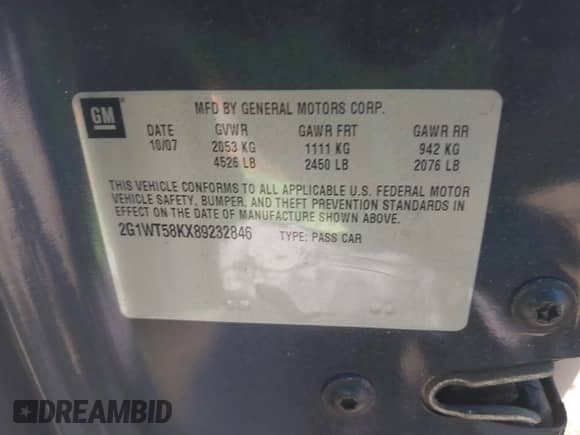 GM
MFD BY GENERAL MOTORS CORP.
DATE GVWR GAWR FRT GAWR RR
10/07 2053 KG 1111 KG 942 KG
4526 LB 2450 LB 2076 LB
THIS VEHICLE CONFORMS TO ALL APPLICABLE U.S. FEDERAL MOTOR
VEHICLE SAFETY, BUMPER, AND THEFT PREVENTION STANDARDS IN
EFFECT ON THE DATE OF MANUFACTURE SHOWN ABOVE.
2G1WT58KX89232846 TYPE: PASS CAR
DREAMBID